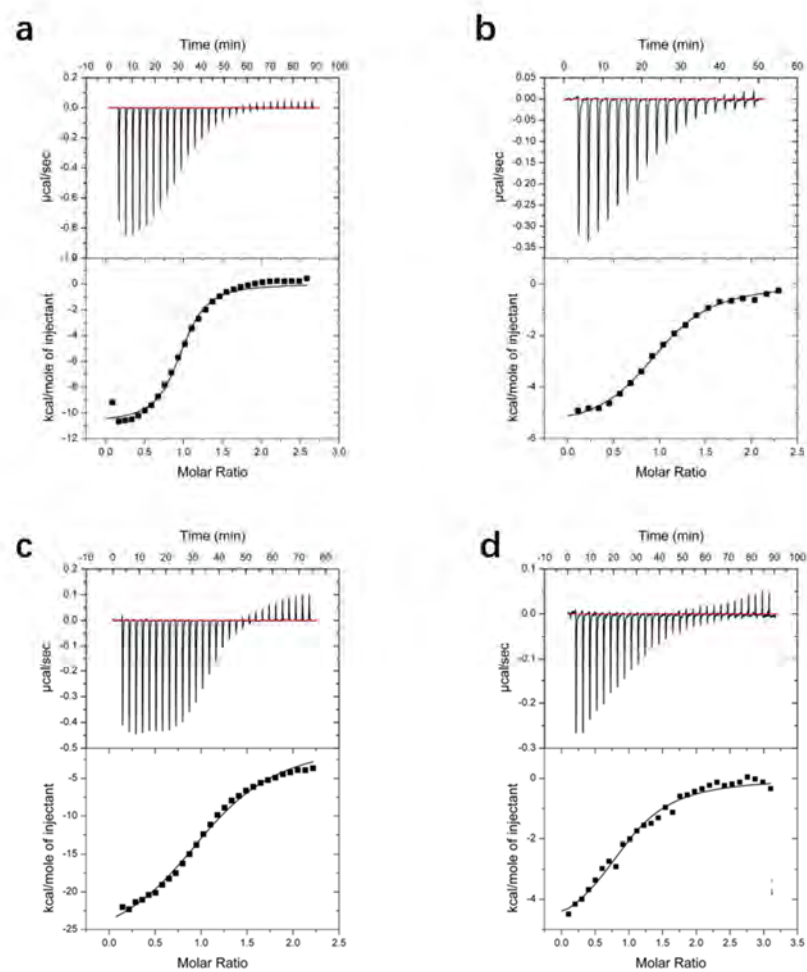 a
Time (min)
-10 0 10 20 30 40 50 60 70 80 90 100
0.2
0.0
-0.2
-0.4
-0.6
-0.8
µcal/sec
0
-2
-4
-6
-8
-10
-12
kcal/mole of injectant
0.0 0.5 1.0 1.5 2.0 2.5 3.0
Molar Ratio
b
Time (min)
0 10 20 30 40 50 60
0.05
0.00
-0.05
-0.10
-0.15
-0.20
-0.25
-0.30
-0.35
µcal/sec
0
-2
-4
-6
kcal/mole of injectant
0.0 0.5 1.0 1.5 2.0 2.5
Molar Ratio
c
Time (min)
-10 0 10 20 30 40 50 60 70 80
0.2
0.1
0.0
-0.1
-0.2
-0.3
-0.4
-0.5
µcal/sec
-5
-10
-15
-20
-25
kcal/mole of injectant
0.0 0.5 1.0 1.5 2.0 2.5
Molar Ratio
d
Time (min)
-10 0 10 20 30 40 50 60 70 80 90 100
0.1
0.0
-0.1
-0.2
-0.3
µcal/sec
0
-2
-4
kcal/mole of injectant
0.0 0.5 1.0 1.5 2.0 2.5 3.0 3.5
Molar Ratio